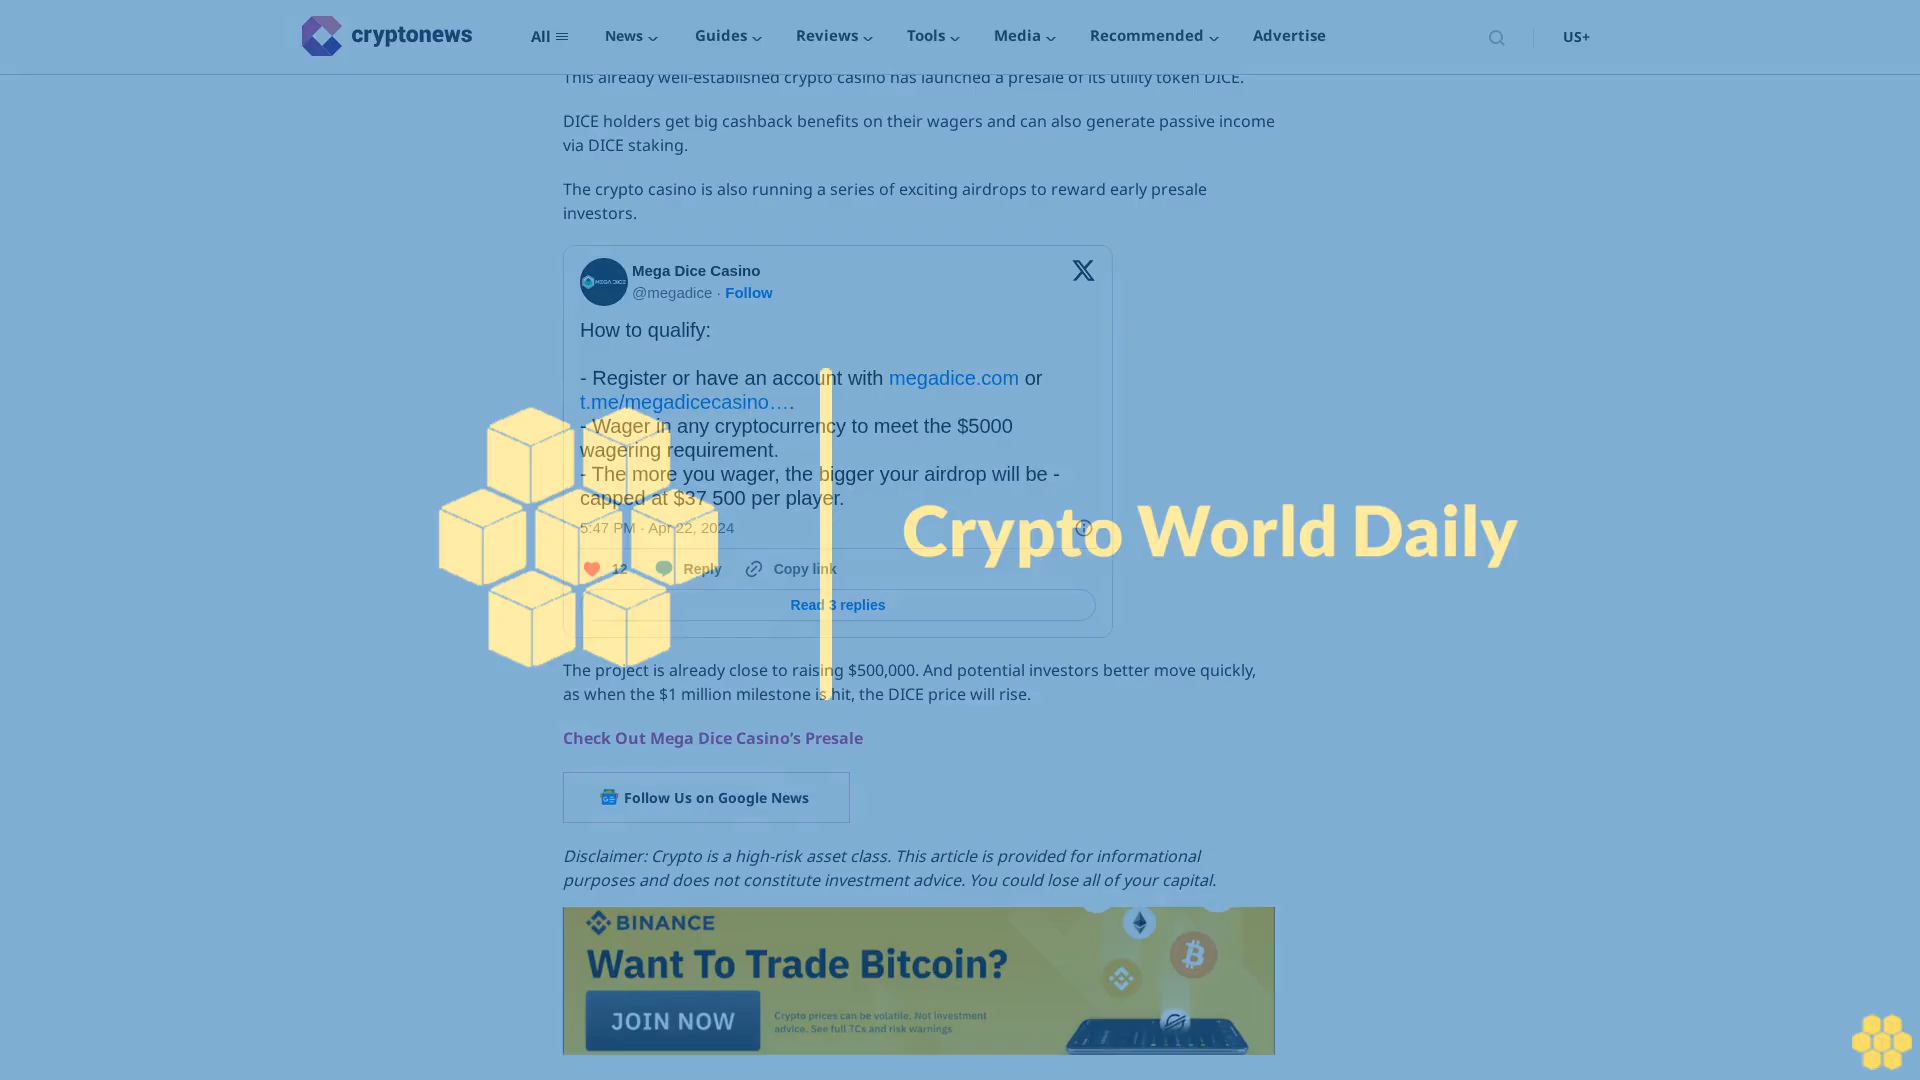 cryptonews
All
News
Guides
Reviews
Tools
Media
Recommended
Advertise
US+
This already well-established crypto casino has launched a presale of its utility token DICE.
DICE holders get big cashback benefits on their wagers and can also generate passive income
via DICE staking.
The crypto casino is also running a series of exciting airdrops to reward early presale
investors.
MEGA DICE
Mega Dice Casino
@megadice · Follow
How to qualify:
- Register or have an account with megadice.com or
t.me/megadicecasino….
- Wager in any cryptocurrency to meet the $5000
wagering requirement.
- The more you wager, the bigger your airdrop will be -
capped at $37,500 per player.
5:47 PM · Apr 22, 2024
12
Reply
Copy link
Read 3 replies
Crypto World Daily
The project is already close to raising $500,000. And potential investors better move quickly,
as when the $1 million milestone is hit, the DICE price will rise.
Check Out Mega Dice Casino’s Presale
Follow Us on Google News
Disclaimer: Crypto is a high-risk asset class. This article is provided for informational
purposes and does not constitute investment advice. You could lose all of your capital.
BINANCE
Want To Trade Bitcoin?
JOIN NOW
Crypto prices can be volatile. Not investment
advice. See full TCs and risk warnings